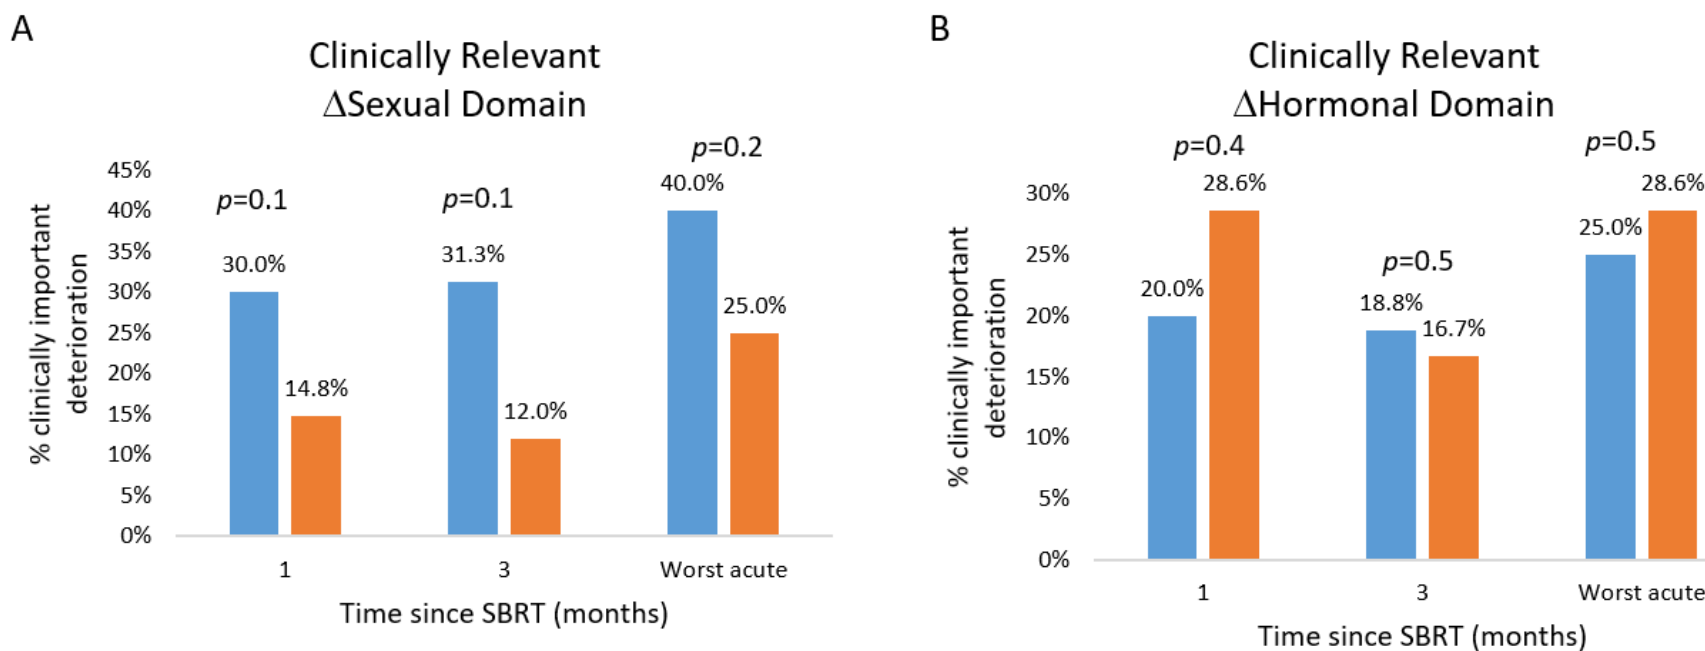 A
Clinically Relevant
ΔSexual Domain
% clinically important
deterioration
45%
40%
35%
30%
25%
20%
15%
10%
5%
0%
p=0.1
30.0%
14.8%
p=0.1
31.3%
12.0%
p=0.2
40.0%
25.0%
1
3
Worst acute
Time since SBRT (months)
B
Clinically Relevant
ΔHormonal Domain
% clinically important
deterioration
30%
25%
20%
15%
10%
5%
0%
p=0.4
20.0%
28.6%
p=0.5
18.8%
16.7%
p=0.5
25.0%
28.6%
1
3
Worst acute
Time since SBRT (months)